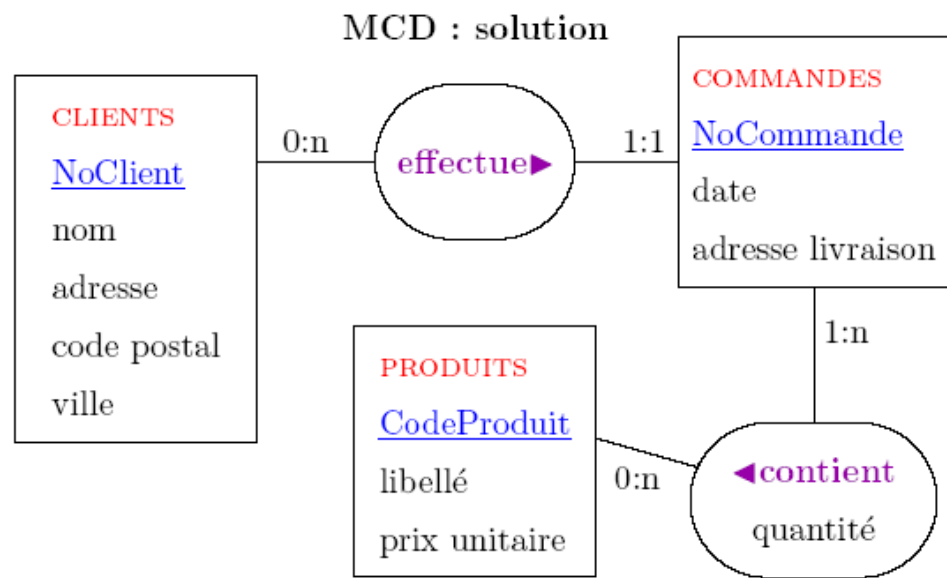 MCD : solution
CLIENTS
NoClient
nom
adresse
code postal
ville
0:n
effectue▶
1:1
COMMANDES
NoCommande
date
adresse livraison
1:n
PRODUITS
CodeProduit
libellé
prix unitaire
0:n
◀contient
quantité